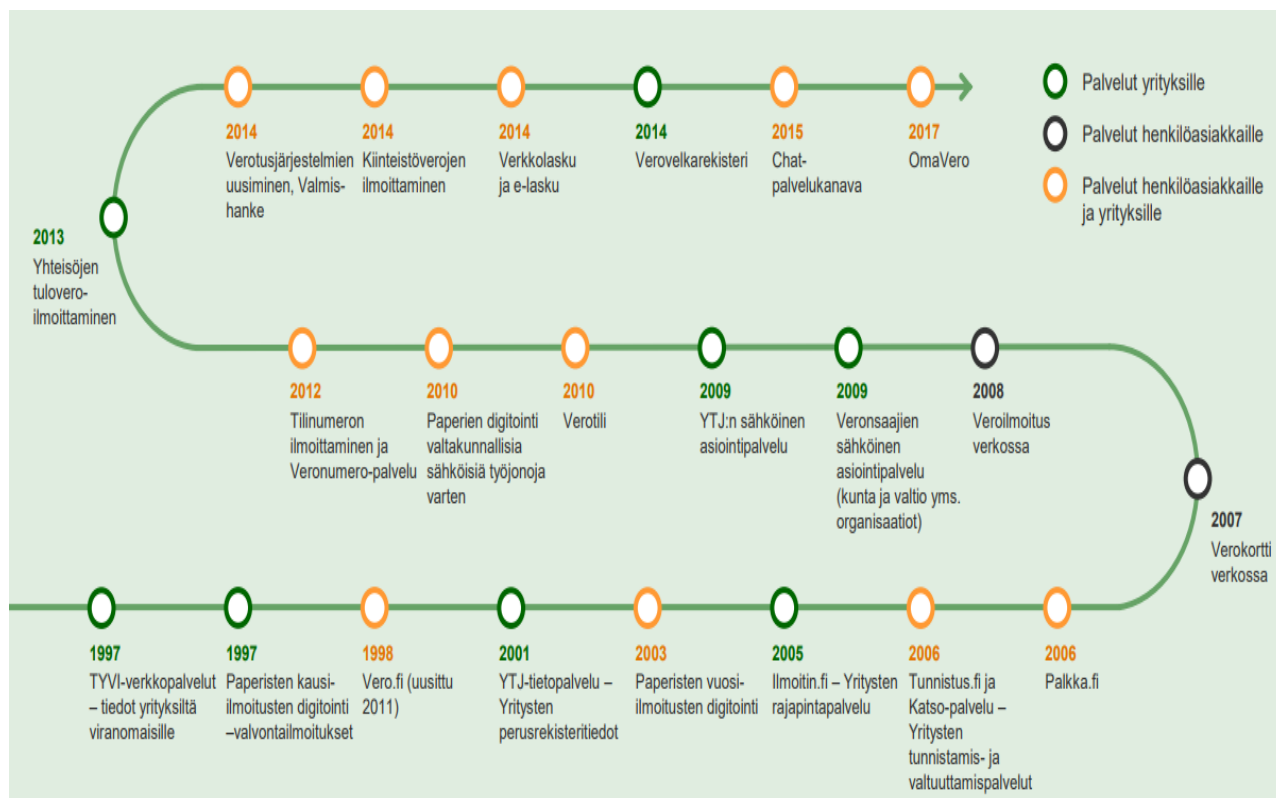 2014
Verotusjärjestelmien
uusiminen, Valmis-
hanke
2014
Kiinteistöverojen
ilmoittaminen
2014
Verkkolasku
ja e-lasku
2014
Verovelkarekisteri
2015
Chat-
palvelukanava
2017
OmaVero
Palvelut yrityksille
Palvelut henkilöasiakkaille
Palvelut henkilöasiakkaille
ja yrityksille
2013
Yhteisöjen
tulovero-
ilmoittaminen
2012
Tilinumeron
ilmoittaminen ja
Veronumero-palvelu
2010
Paperien digitointi
valtakunnallisia
sähköisiä työjonoja
varten
2010
Verotili
2009
YTJ:n sähköinen
asiointipalvelu
2009
Veronsaajien
sähköinen
asiointipalvelu
(kunta ja valtio yms.
organisaatiot)
2008
Veroilmoitus
verkossa
2007
Verokortti
verkossa
1997
TYVI-verkkopalvelut
– tiedot yrityksiltä
viranomaisille
1997
Paperisten kausi-
ilmoitusten digitointi
–valvontailmoitukset
1998
Vero.fi (uusittu
2011)
2001
YTJ-tietopalvelu –
Yritysten
perusrekisteritiedot
2003
Paperisten vuosi-
ilmoitusten digitointi
2005
Ilmoitin.fi – Yritysten
rajapintapalvelu
2006
Tunnistus.fi ja
Katso-palvelu –
Yritysten
tunnistamis- ja
valtuuttamispalvelut
2006
Palkka.fi